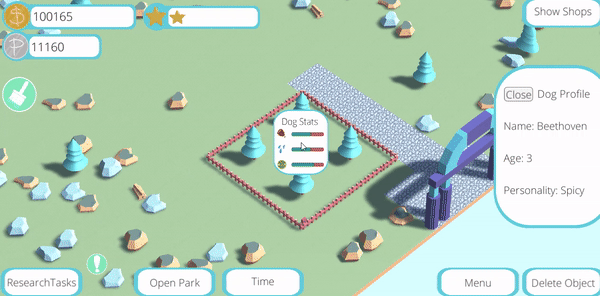 100165
Show Shops
11160
Close Dog Profile
Name: Beethoven
Age: 3
Personality: Spicy
Dog Stats
ResearchTasks
Open Park
Time
Menu
Delete Object